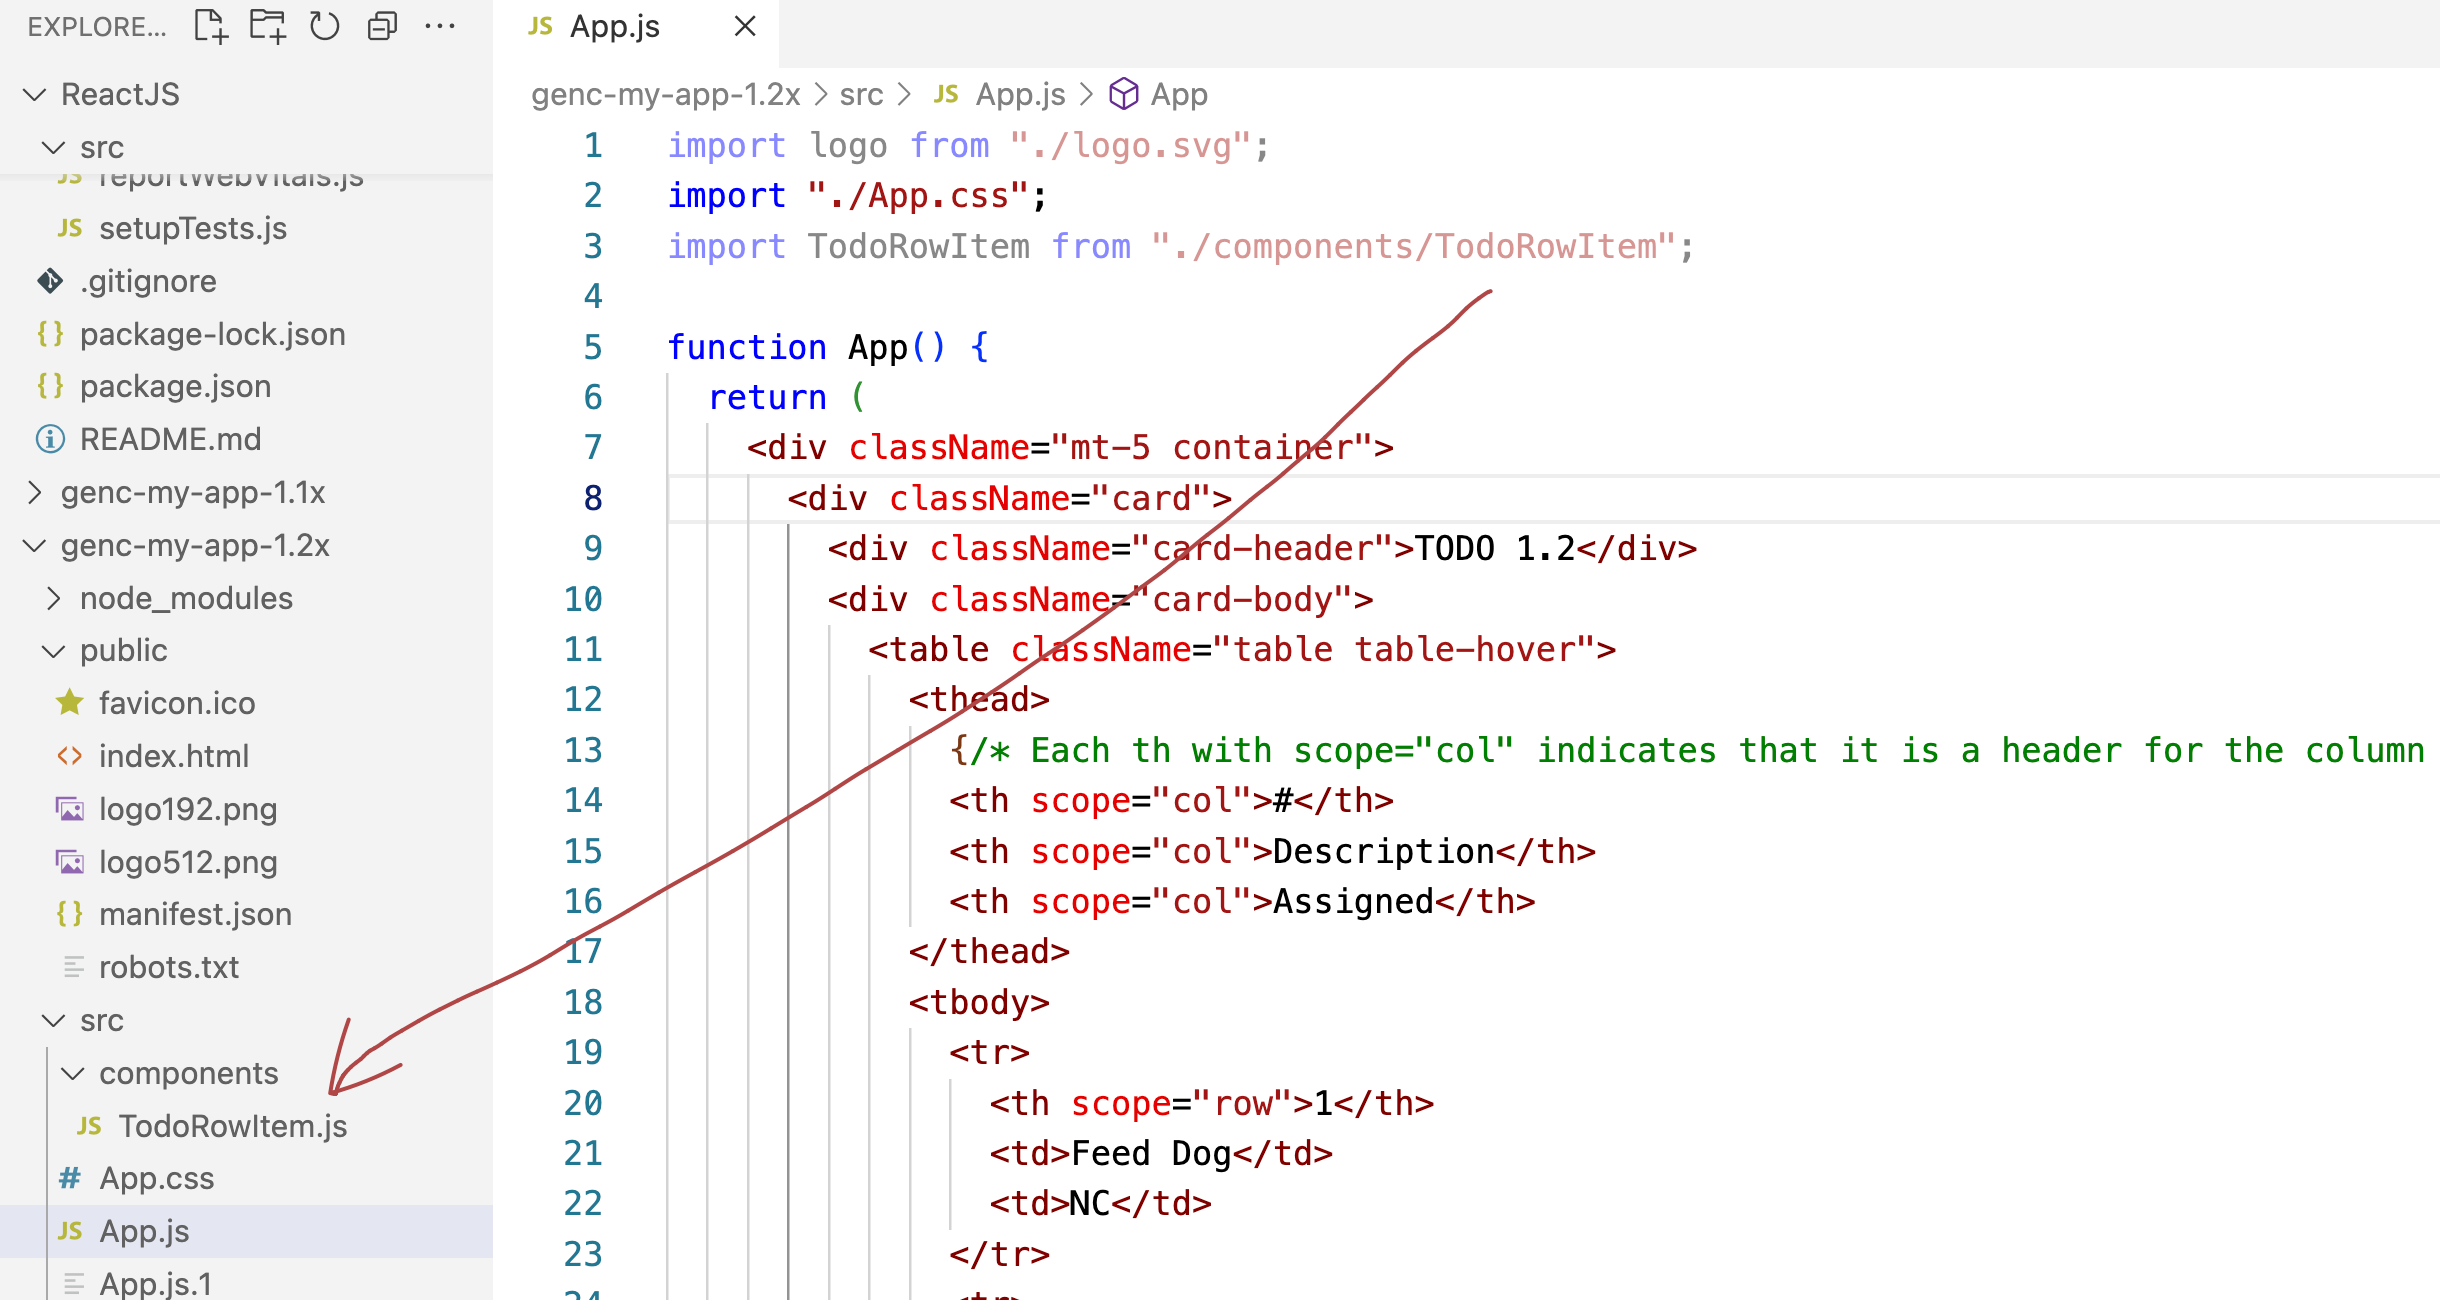 EXPLORE...
ReactJS
src
reportWebVitals.js
setupTests.js
.gitignore
package-lock.json
package.json
README.md
genc-my-app-1.1x
genc-my-app-1.2x
node_modules
public
favicon.ico
index.html
logo192.png
logo512.png
manifest.json
robots.txt
src
components
JS TodoRowItem.js
App.css
JS App.js
App.js.1
JS App.js
genc-my-app-1.2x > src > JS App.js > App
1 import logo from "./logo.svg";
2 import "./App.css";
3 import TodoRowItem from "./components/TodoRowItem";
4
5 function App() {
6 return (
7 <div className="mt-5 container">
8 <div className="card">
9 <div className="card-header">TODO 1.2</div>
10 <div className="card-body">
11 <table className="table table-hover">
12 <thead>
13 {/* Each th with scope="col" indicates that it is a header for the column
14 <th scope="col">#</th>
15 <th scope="col">Description</th>
16 <th scope="col">Assigned</th>
17 </thead>
18 <tbody>
19 <tr>
20 <th scope="row">1</th>
21 <td>Feed Dog</td>
22 <td>NC</td>
23 </tr>
24 <tr>